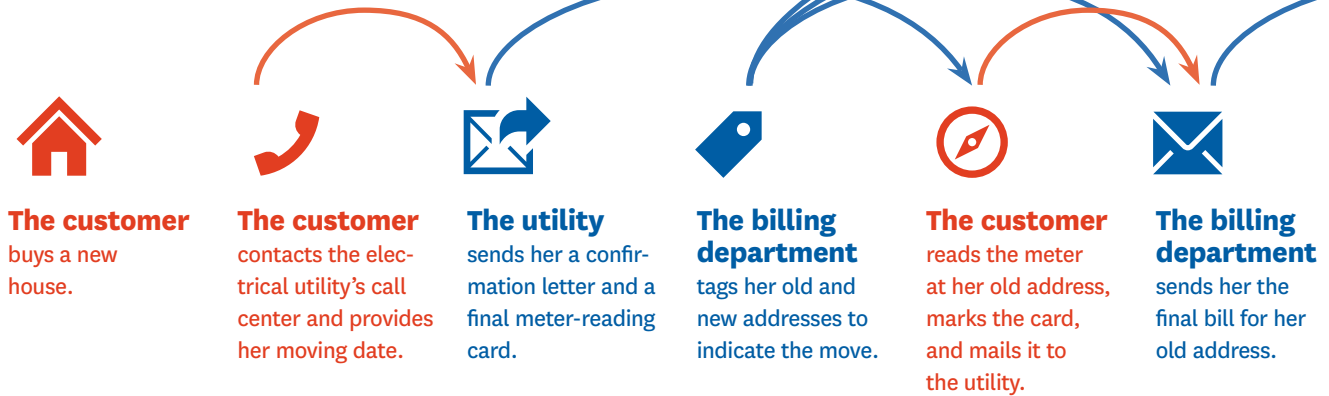 The customer
buys a new
house.
The customer
contacts the elec-
trical utility's call
center and provides
her moving date.
The utility
sends her a confir-
mation letter and a
final meter-reading
card.
The billing
department
tags her old and
new addresses to
indicate the move.
The customer
reads the meter
at her old address,
marks the card,
and mails it to
the utility.
The billing
department
sends her the
final bill for her
old address.